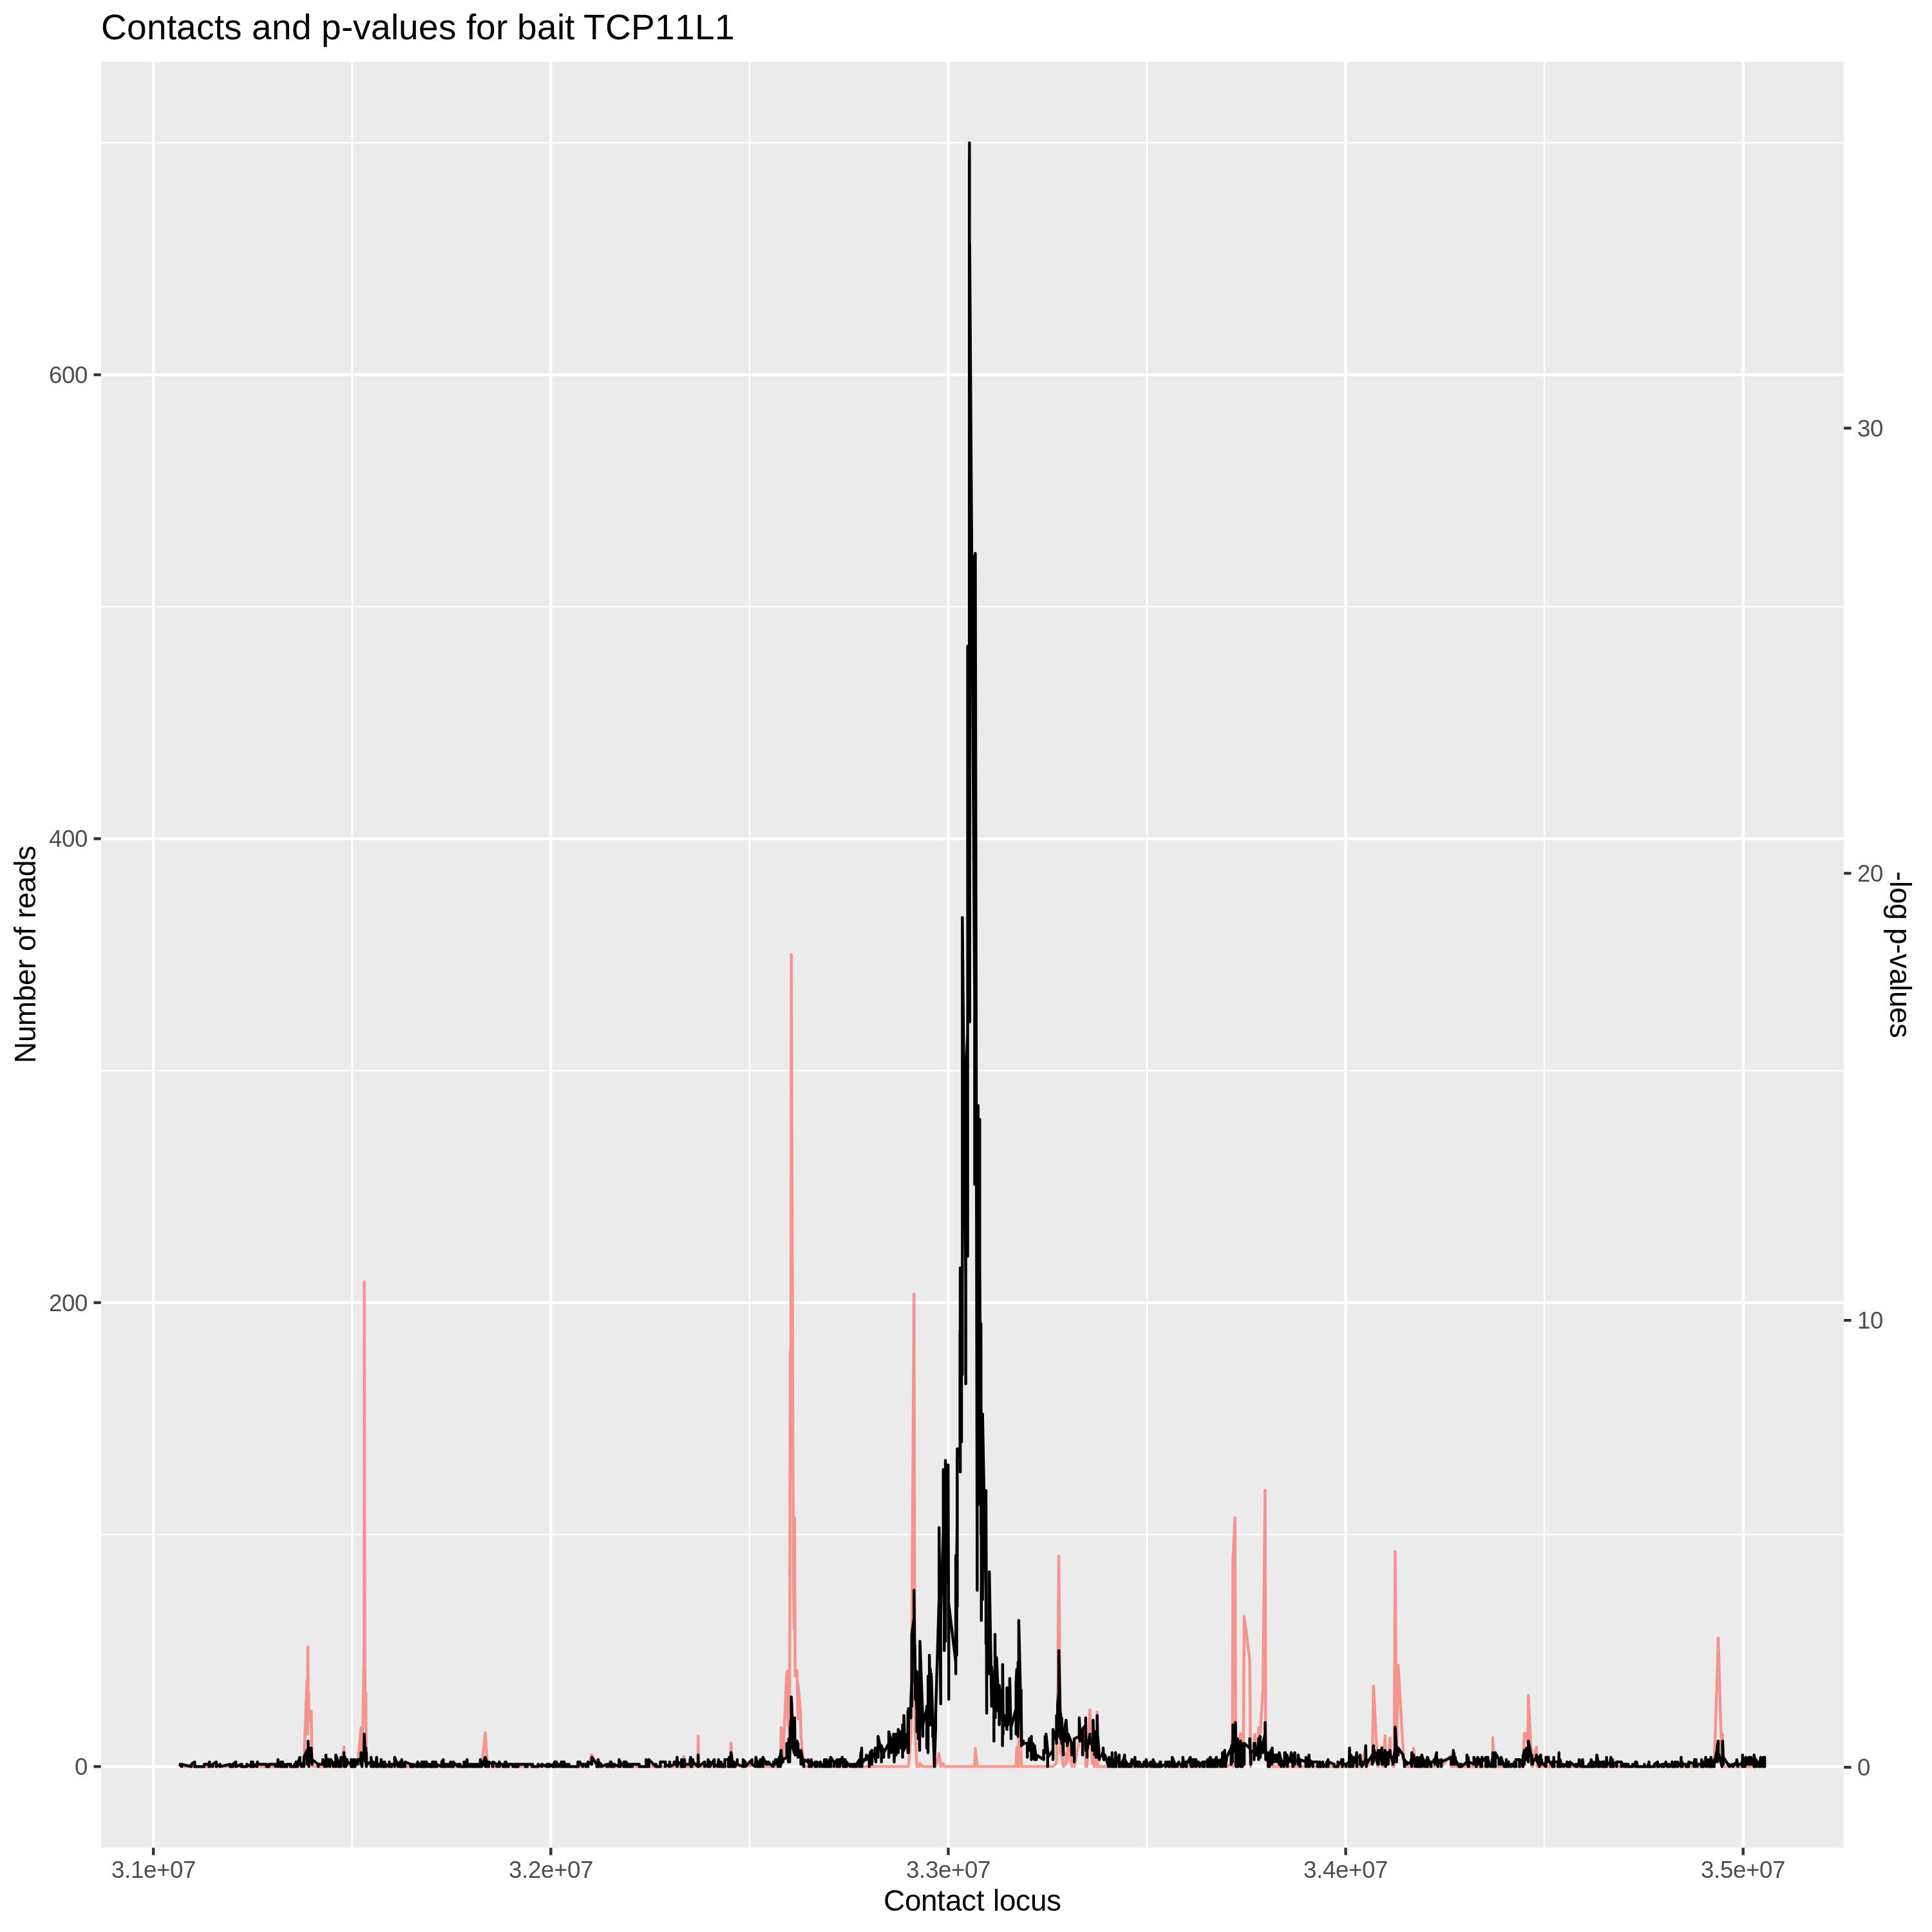 Contacts and p-values for bait TCP11L1
600
400
200
0
Number of reads
30
20
10
0
-log p-values
3.1e+07
3.2e+07
3.3e+07
3.4e+07
3.5e+07
Contact locus